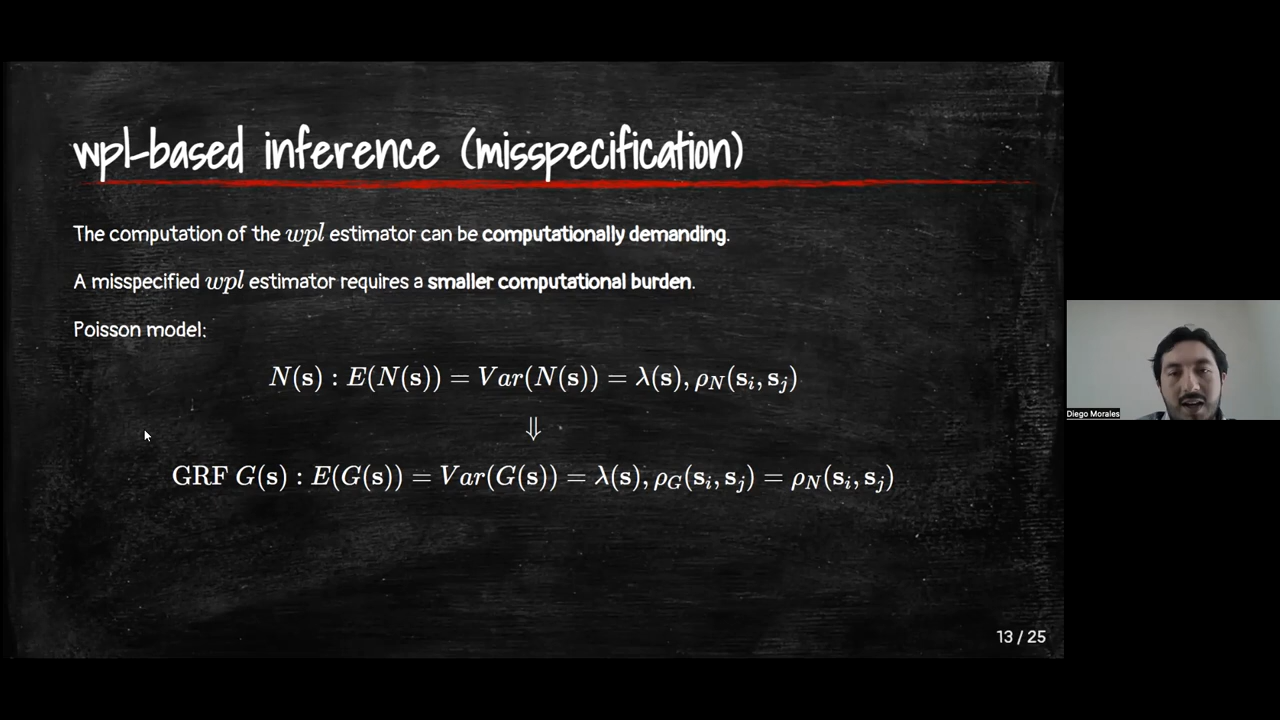 wpl-based inference (misspecification)
The computation of the wpl estimator can be computationally demanding.
A misspecified wpl estimator requires a smaller computational burden.
Poisson model:
N(s) : E(N(s)) = Var(N(s)) = λ(s), ρ_N(s_i, s_j)
⇓
GRF G(s) : E(G(s)) = Var(G(s)) = λ(s), ρ_G(s_i, s_j) = ρ_N(s_i, s_j)
Diego Morales
13 / 25